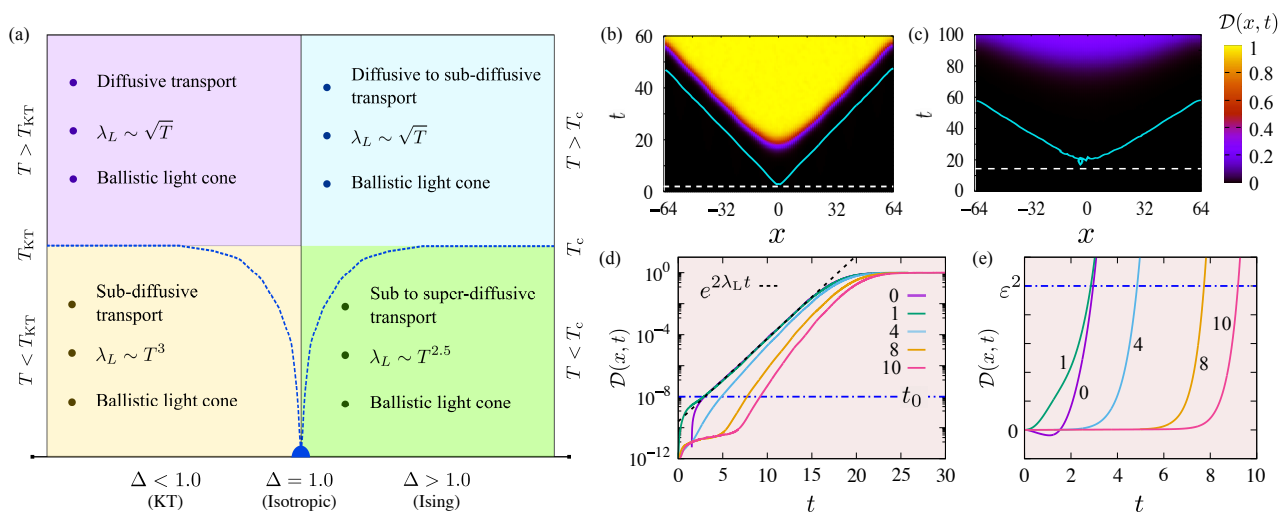 (a)
Diffusive transport
λ_L ∼ √T
Ballistic light cone
Diffusive to sub-diffusive
transport
λ_L ∼ √T
Ballistic light cone
Sub-diffusive
transport
λ_L ∼ T^3
Ballistic light cone
Sub to super-diffusive
transport
λ_L ∼ T^{2.5}
Ballistic light cone
T > T_KT
T_KT
T < T_KT
T > T_c
T_c
T < T_c
Δ < 1.0
(KT)
Δ = 1.0
(Isotropic)
Δ > 1.0
(Ising)
(b)
60
40
20
0
t
−64 −32 0 32 64
x
(c)
100
80
60
40
20
0
t
−64 −32 0 32 64
x
D(x, t)
1
0.8
0.6
0.4
0.2
0
(d)
10^0
10^{-4}
10^{-8}
10^{-12}
D(x, t)
e^{2λ_L t}
0
1
4
8
10
t_0
0 5 10 15 20 25 30
t
(e)
ε^2
0
D(x, t)
1
0
4
8
10
0 2 4 6 8 10
t